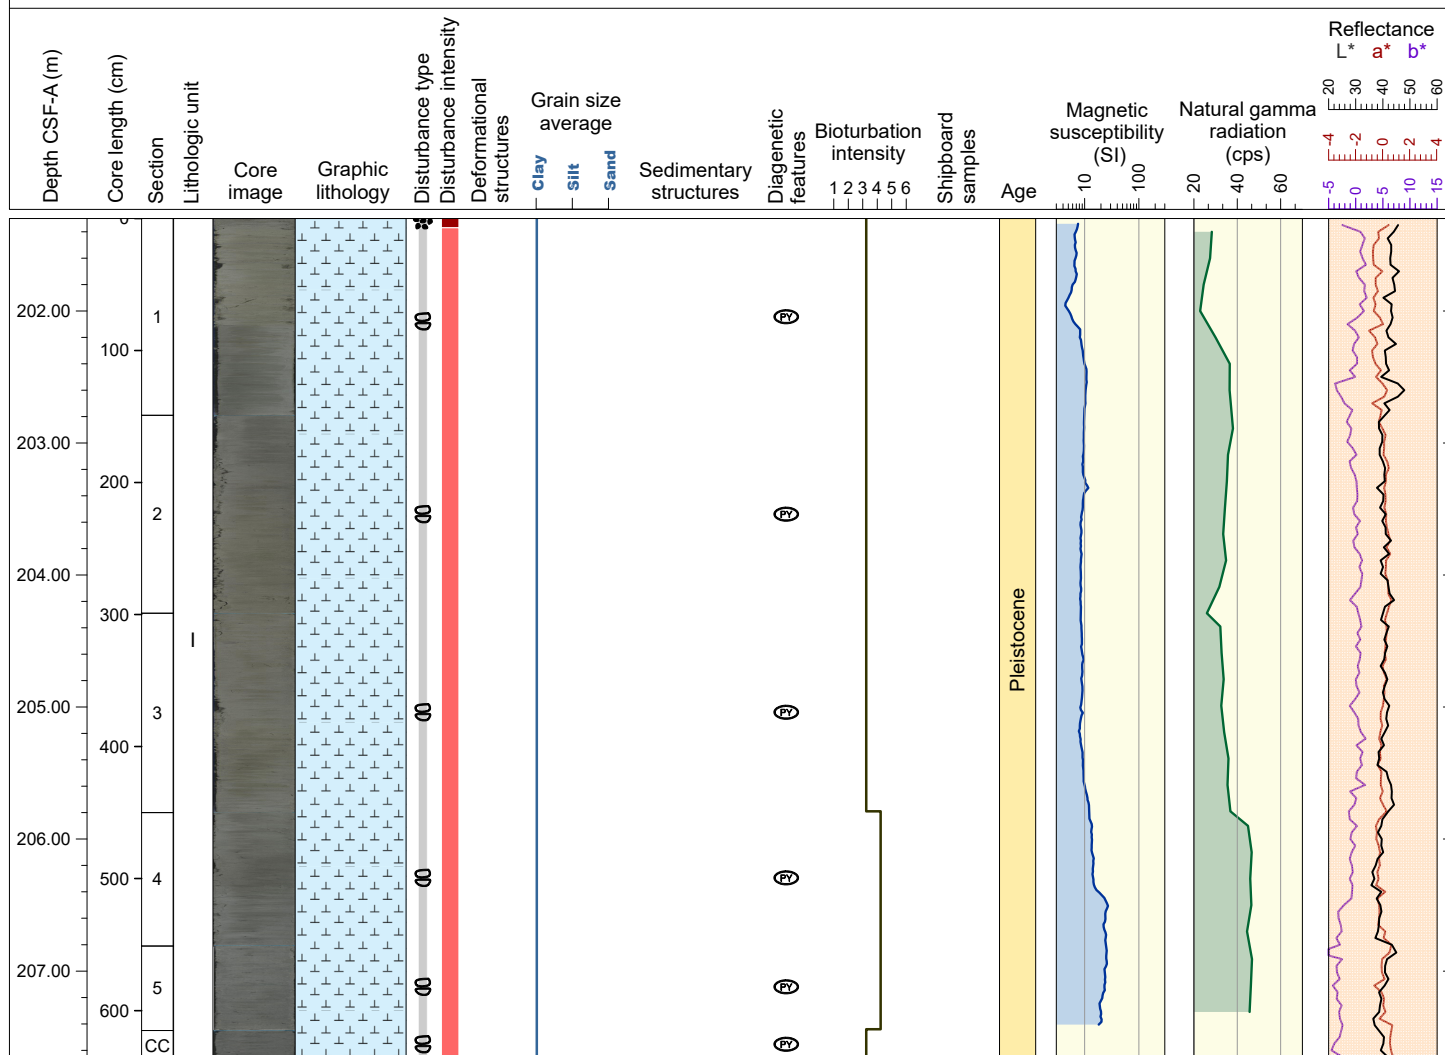 Depth CSF-A (m)
Core length (cm)
Section
Lithologic unit
Core
image
Graphic
lithology
Disturbance type
Disturbance intensity
Deformational
structures
Grain size
average
Clay
Silt
Sand
Sedimentary
structures
Diagenetic
features
Bioturbation
intensity
1 2 3 4 5 6
Shipboard
samples
Age
Magnetic
susceptibility
(SI)
10 100
Natural gamma
radiation
(cps)
20 40 60
Reflectance
L* a* b*
20 30 40 50 60
-4 -2 0 2 4
-5 0 5 10 15
0
202.00
1
PY
100
203.00
200
2
PY
204.00
300
I
Pleistocene
205.00
3
PY
400
206.00
500
4
PY
207.00
5
PY
600
CC
PY